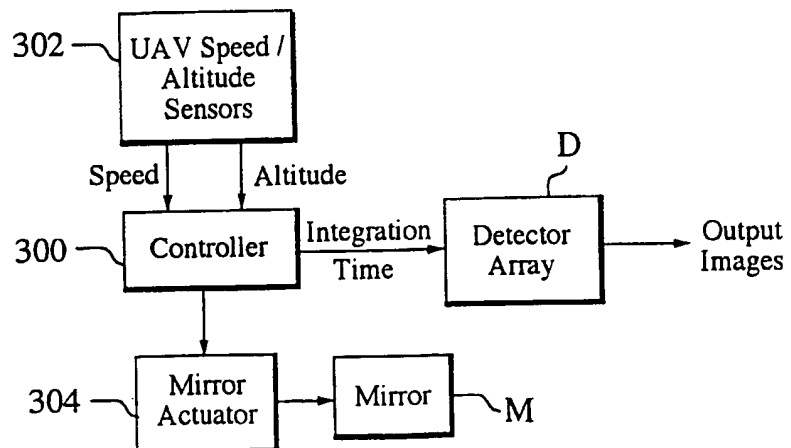 302
UAV Speed /
Altitude
Sensors
Speed
Altitude
D
300
Controller
Integration
Time
Detector
Array
Output
Images
304
Mirror
Actuator
Mirror
M